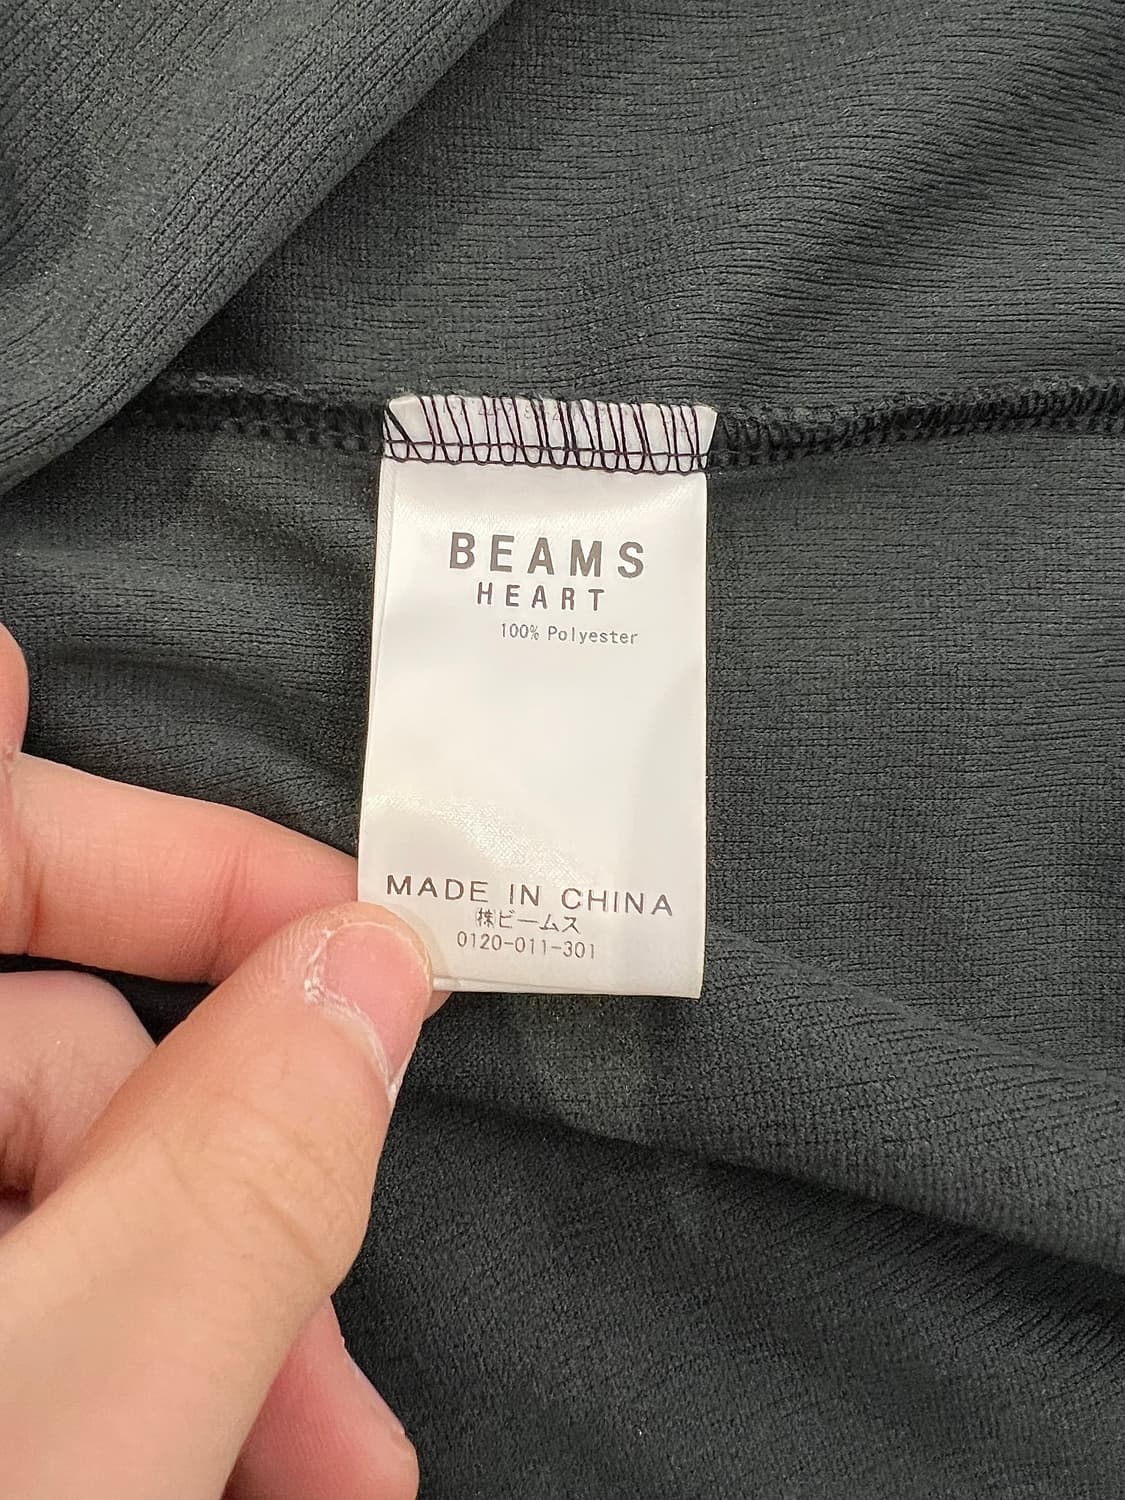 BEAMS
HEART
100% Polyester
MADE IN CHINA
㈱ビームス
0120-011-301